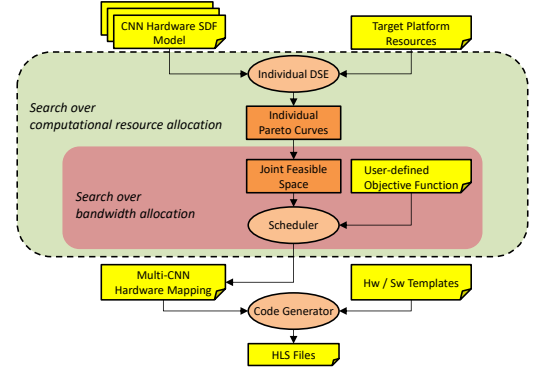 CNN Hardware SDF
Model
Target Platform
Resources
Individual DSE
Search over
computational resource allocation
Individual
Pareto Curves
Joint Feasible
Space
User-defined
Objective Function
Search over
bandwidth allocation
Scheduler
Multi-CNN
Hardware Mapping
Hw / Sw Templates
Code Generator
HLS Files